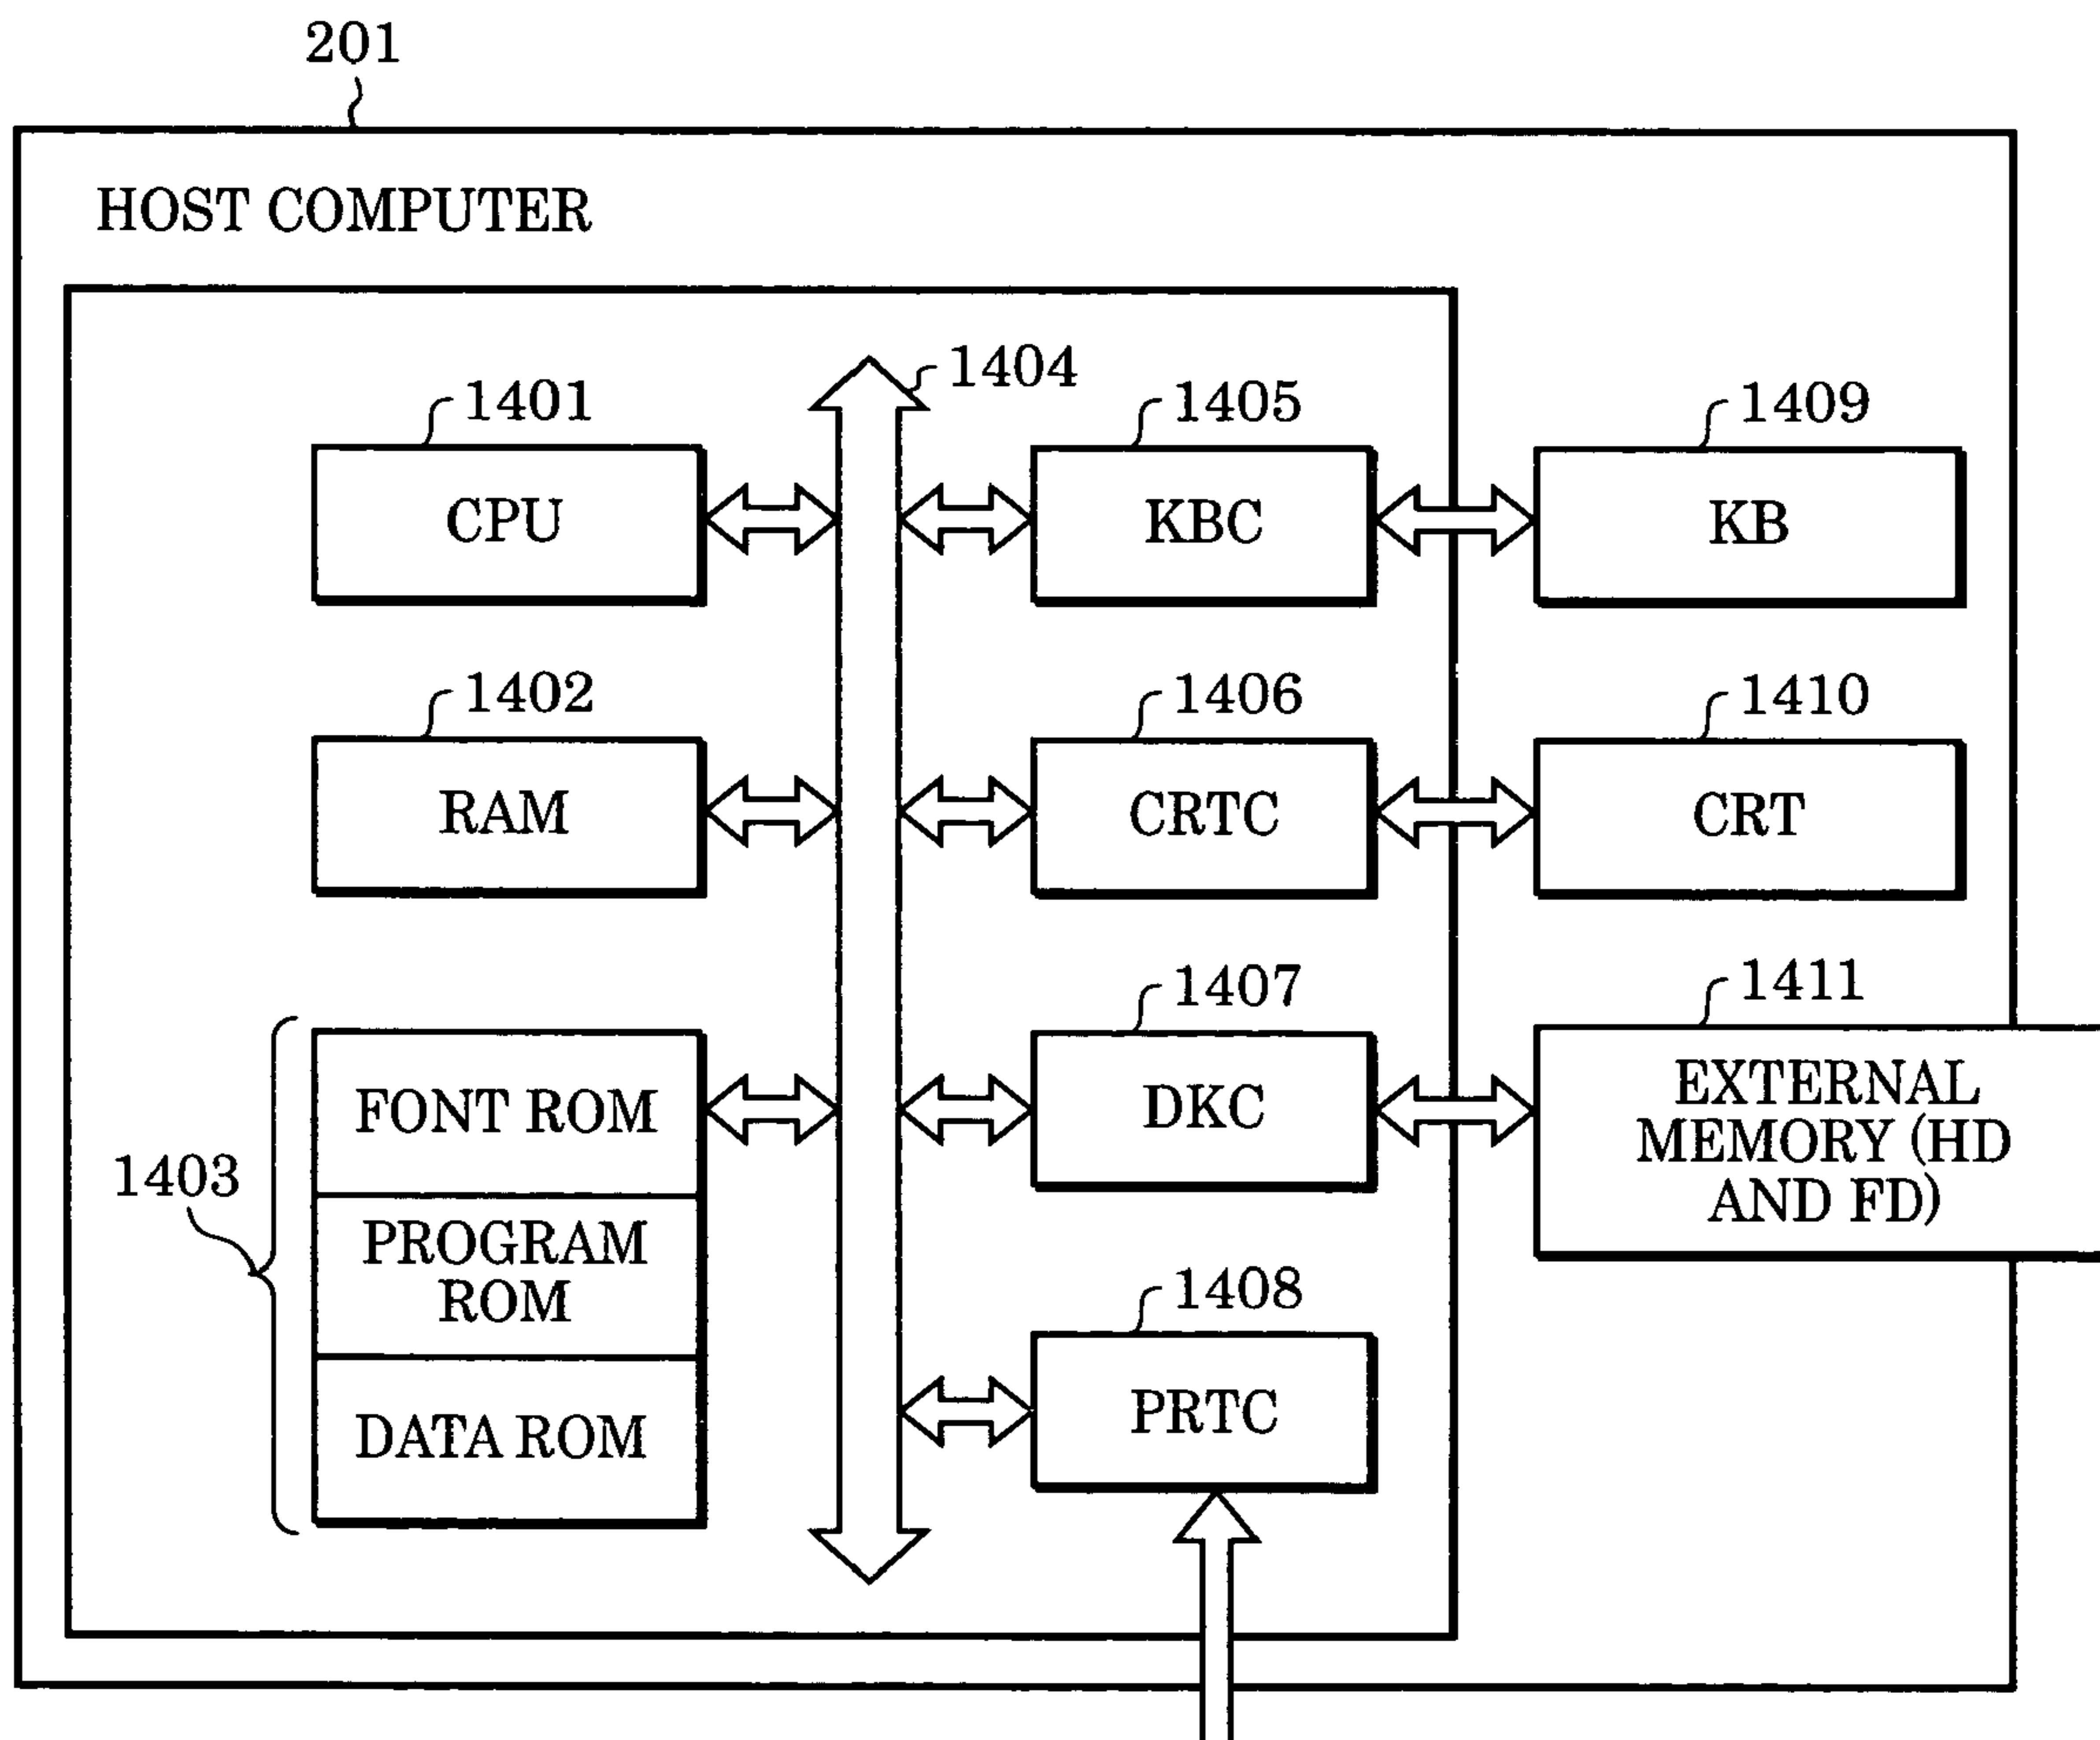 201
HOST COMPUTER
1404
1401
1405
1409
CPU
KBC
KB
1402
1406
1410
RAM
CRTC
CRT
1407
1411
FONT ROM
DKC
EXTERNAL
MEMORY (HD
AND FD)
1403
PROGRAM
ROM
1408
DATA ROM
PRTC